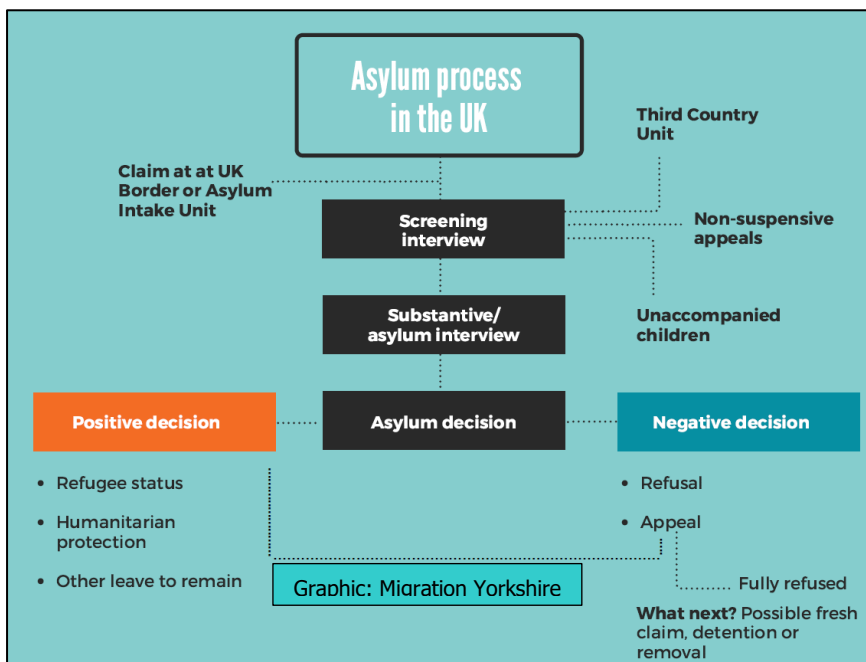 Asylum process
in the UK
Claim at at UK
Border or Asylum
Intake Unit
Third Country
Unit
Screening
interview
Non-suspensive
appeals
Unaccompanied
children
Substantive/
asylum interview
Positive decision
Asylum decision
Negative decision
• Refugee status
• Humanitarian
protection
• Other leave to remain
• Refusal
• Appeal
Graphic: Migration Yorkshire
Fully refused
What next? Possible fresh
claim, detention or
removal